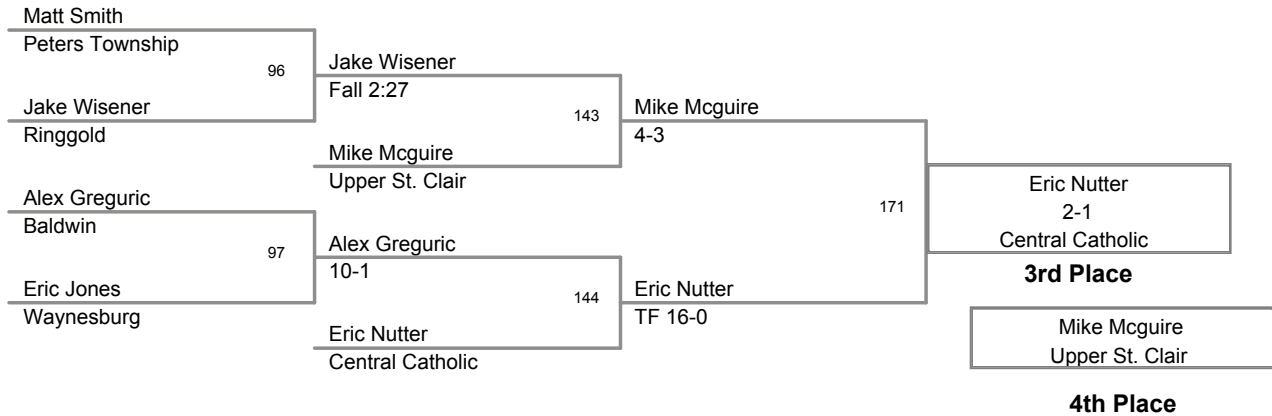 Matt Smith
Peters Township
96
Jake Wisener
Fall 2:27
Jake Wisener
Ringgold
143
Mike Mcguire
4-3
Mike Mcguire
Upper St. Clair
Alex Greguric
Baldwin
171
Eric Nutter
2-1
Central Catholic
97
Alex Greguric
10-1
3rd Place
Eric Jones
Waynesburg
144
Eric Nutter
TF 16-0
Eric Nutter
Central Catholic
Mike Mcguire
Upper St. Clair
4th Place